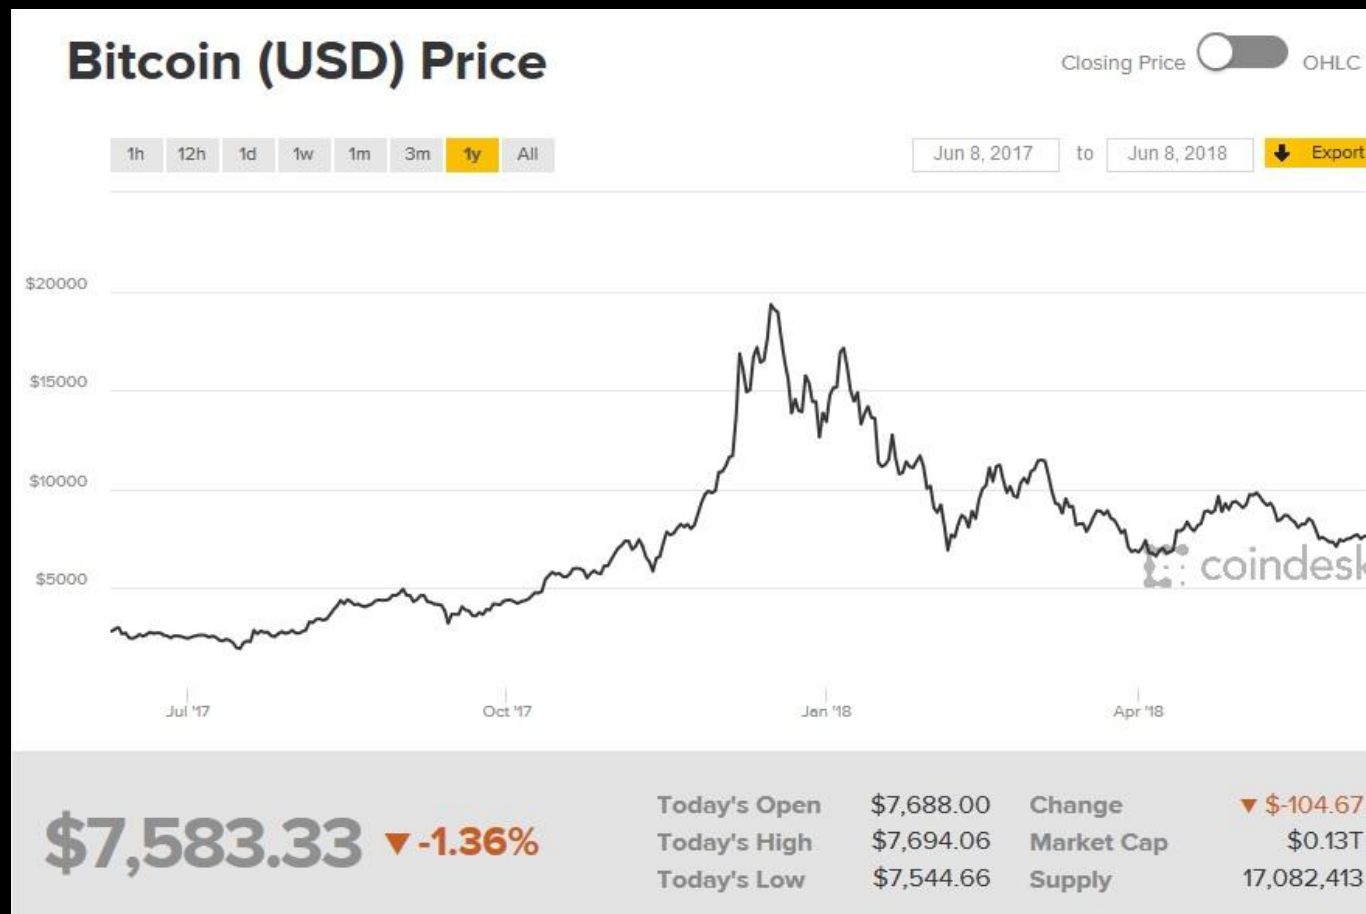 Bitcoin (USD) Price
Closing Price OHLC
1h 12h 1d 1w 1m 3m 1y All
Jun 8, 2017 to Jun 8, 2018 Export
$20000
$15000
$10000
$5000
coindesk
Jul '17 Oct '17 Jan '18 Apr '18
$7,583.33 ▼ -1.36%
Today's Open $7,688.00 Change ▼ $-104.67
Today's High $7,694.06 Market Cap $0.13T
Today's Low $7,544.66 Supply 17,082,413